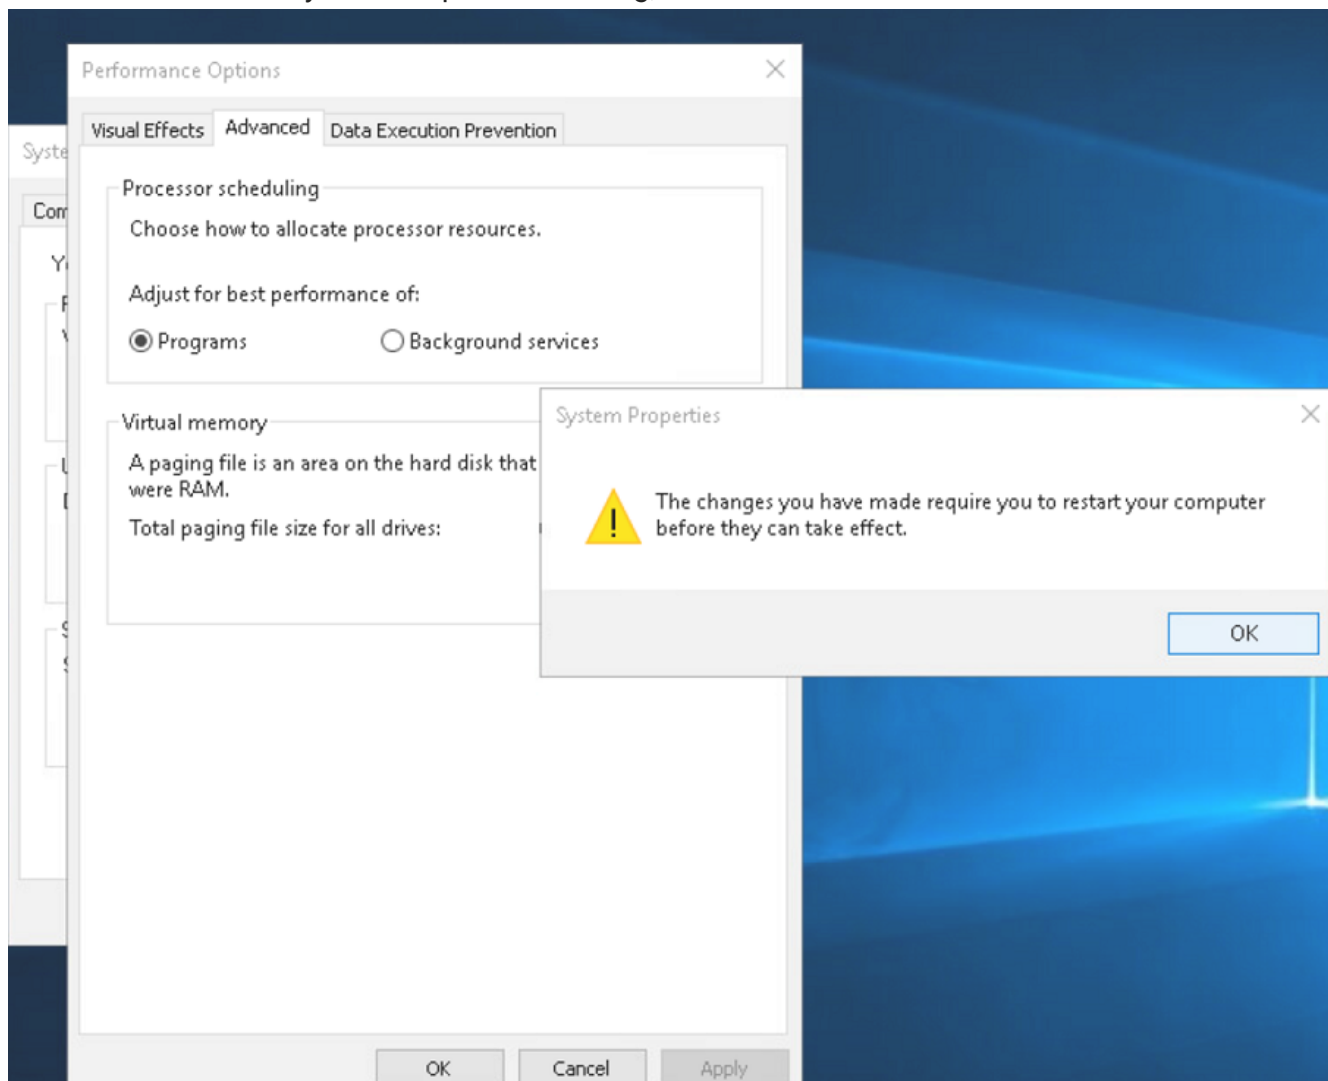 Performance Options
Visual Effects
Advanced
Data Execution Prevention
Processor scheduling
Choose how to allocate processor resources.
Adjust for best performance of:
Programs
Background services
Virtual memory
A paging file is an area on the hard disk that
were RAM.
Total paging file size for all drives:
System Properties
The changes you have made require you to restart your computer
before they can take effect.
OK
OK
Cancel
Apply